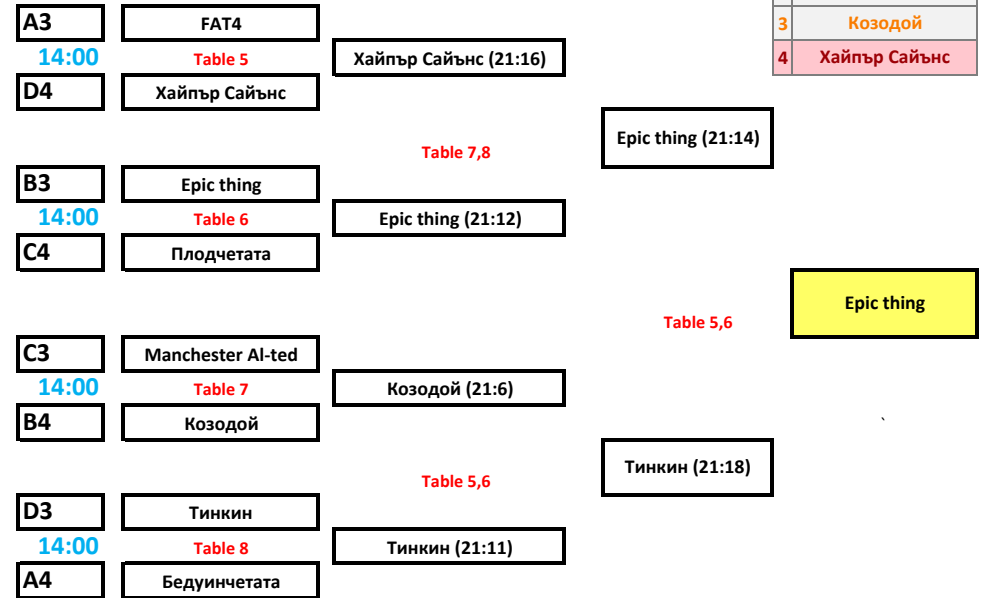 A3
FAT4
3 Козодой
14:00
Table 5
Хайпър Сайънс (21:16)
4 Хайпър Сайънс
D4
Хайпър Сайънс
Epic thing (21:14)
Table 7,8
B3
Epic thing
14:00
Table 6
Epic thing (21:12)
C4
Плодчетата
Epic thing
Table 5,6
C3
Manchester Al-ted
14:00
Table 7
Козодой (21:6)
B4
Козодой
`
Тинкин (21:18)
Table 5,6
D3
Тинкин
14:00
Table 8
Тинкин (21:11)
A4
Бедуинчетата